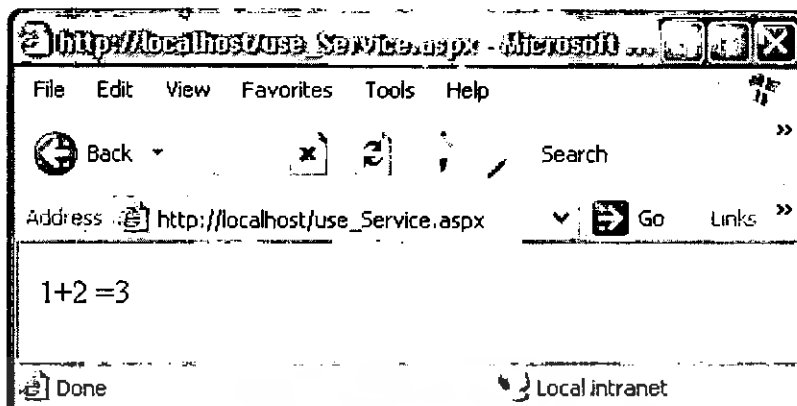 http://localhost/use_Service.aspx - Microsoft ...
File Edit View Favorites Tools Help
Back Search »
Address http://localhost/use_Service.aspx Go Links »
1+2 =3
Done Local intranet